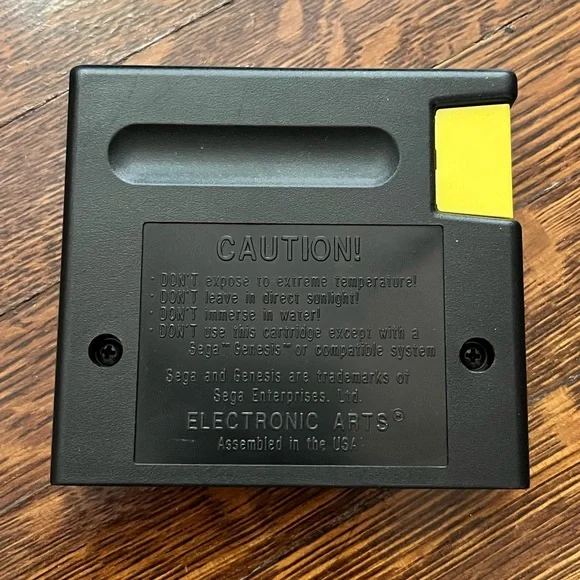 CAUTION!
· DON'T expose to extreme temperature!
· DON'T leave in direct sunlight!
· DON'T immerse in water!
· DON'T use this cartridge except with a
Sega™ Genesis™ or compatible system
Sega and Genesis are trademarks of
Sega Enterprises. Ltd.
ELECTRONIC ARTS®
Assembled in the USA